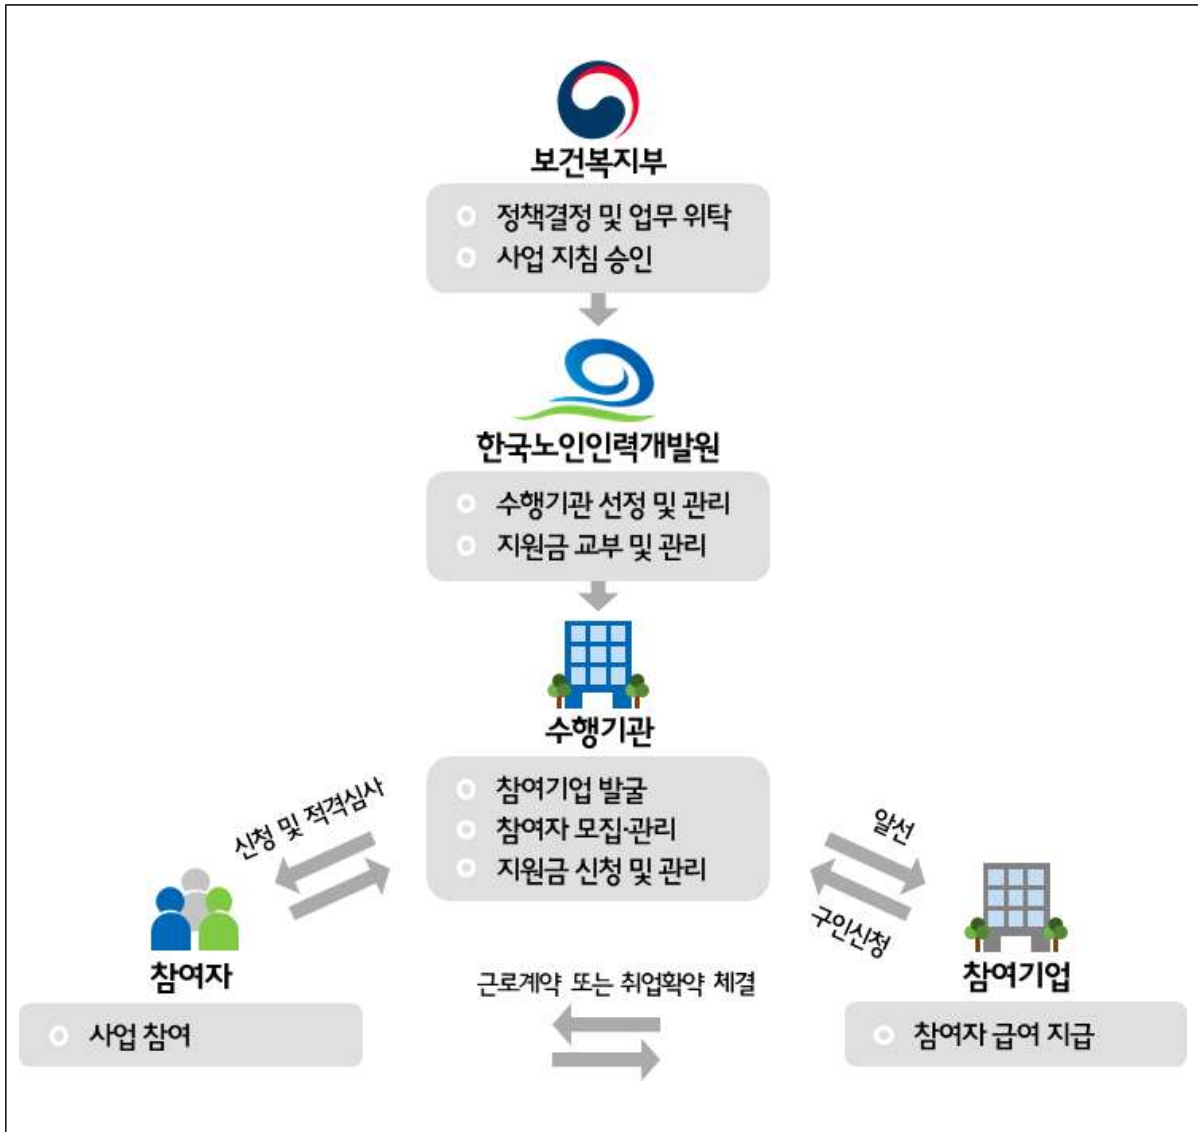 보건복지부
정책결정 및 업무 위탁
사업 지침 승인
한국노인인력개발원
수행기관 선정 및 관리
지원금 교부 및 관리
수행기관
참여기업 발굴
참여자 모집·관리
지원금 신청 및 관리
신청 및 적격심사
알선
구인신청
참여자
사업 참여
근로계약 또는 취업확약 체결
참여기업
참여자 급여 지급